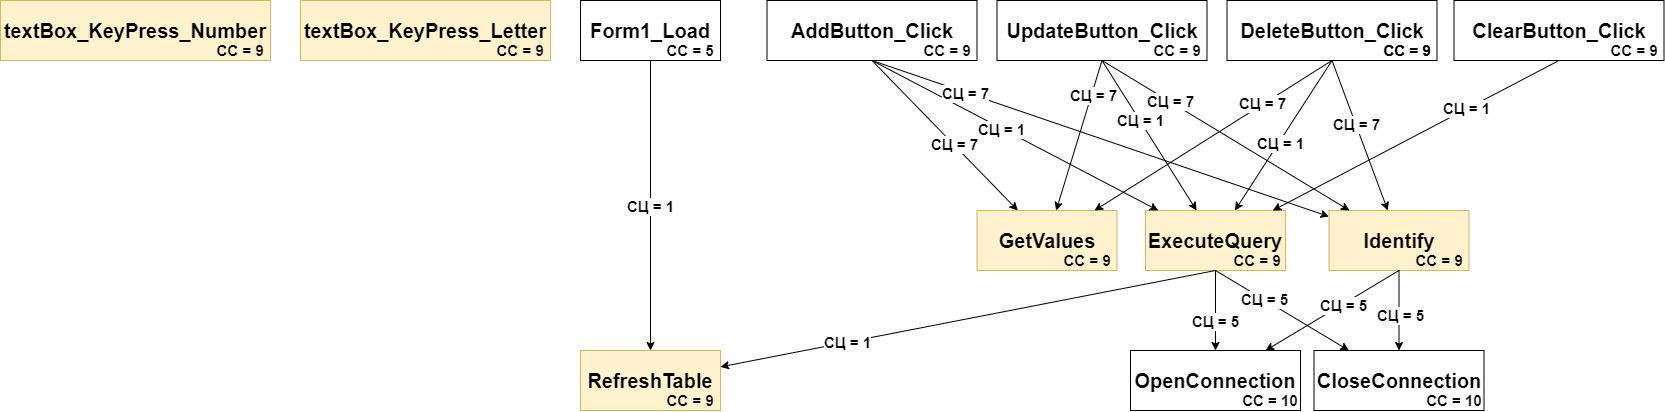 textBox_KeyPress_Number
CC = 9
textBox_KeyPress_Letter
CC = 9
Form1_Load
CC = 5
AddButton_Click
CC = 9
UpdateButton_Click
CC = 9
DeleteButton_Click
CC = 9
ClearButton_Click
CC = 9
СЦ = 7
СЦ = 7
СЦ = 7
СЦ = 7
СЦ = 1
СЦ = 1
СЦ = 1
СЦ = 7
СЦ = 7
СЦ = 1
СЦ = 1
GetValues
CC = 9
ExecuteQuery
CC = 9
Identify
CC = 9
СЦ = 5
СЦ = 5
СЦ = 5
СЦ = 5
СЦ = 1
RefreshTable
CC = 9
OpenConnection
CC = 10
CloseConnection
CC = 10